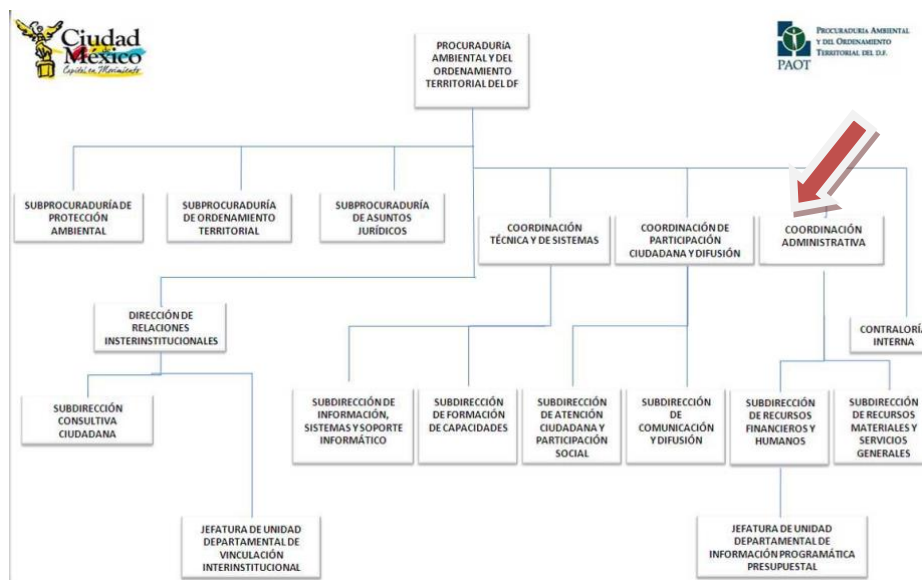 Ciudad
México
Capital en Movimiento
PROCURADURÍA
AMBIENTAL Y DEL
ORDENAMIENTO
TERRITORIAL DEL DF
PAOT
PROCURADURÍA AMBIENTAL
Y DEL ORDENAMIENTO
TERRITORIAL DEL D.F.
SUBPROCURADURÍA DE
PROTECCIÓN
AMBIENTAL
SUBPROCURADURÍA
DE ORDENAMIENTO
TERRITORIAL
SUBPROCURADURÍA
DE ASUNTOS
JURÍDICOS
COORDINACIÓN
TÉCNICA Y DE SISTEMAS
COORDINACIÓN DE
PARTICIPACIÓN
CIUDADANA Y DIFUSIÓN
COORDINACIÓN
ADMINISTRATIVA
DIRECCIÓN DE
RELACIONES
INSTERINSTITUCIONALES
CONTRALORÍA
INTERNA
SUBDIRECCIÓN
CONSULTIVA
CIUDADANA
SUBDIRECCIÓN DE
INFORMACIÓN,
SISTEMAS Y SOPORTE
INFORMÁTICO
SUBDIRECCIÓN
DE FORMACIÓN
DE CAPACIDADES
SUBDIRECCIÓN
DE ATENCIÓN
CIUDADANA Y
PARTICIPACIÓN
SOCIAL
SUBDIRECCIÓN
DE
COMUNICACIÓN
Y DIFUSIÓN
SUBDIRECCIÓN
DE RECURSOS
FINANCIEROS Y
HUMANOS
SUBDIRECCIÓN
DE RECURSOS
MATERIALES Y
SERVICIOS
GENERALES
JEFATURA DE UNIDAD
DEPARTAMENTAL DE
VINCULACIÓN
INTERINSTITUCIONAL
JEFATURA DE UNIDAD
DEPARTAMENTAL DE
INFORMACIÓN PROGRAMÁTICA
PRESUPUESTAL